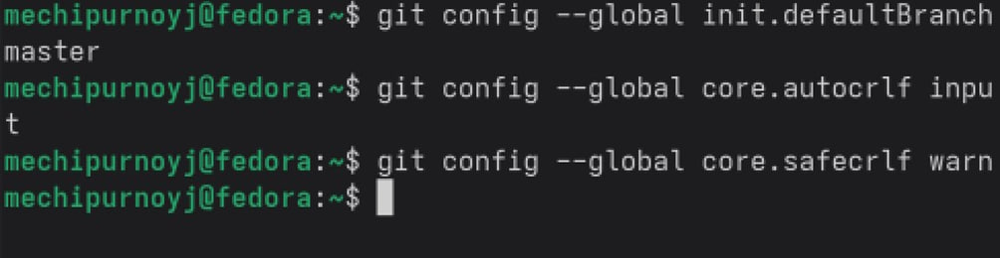 mechipurnoyj@fedora:~$ git config --global init.defaultBranch
master
mechipurnoyj@fedora:~$ git config --global core.autocrlf inpu
t
mechipurnoyj@fedora:~$ git config --global core.safecrlf warn
mechipurnoyj@fedora:~$